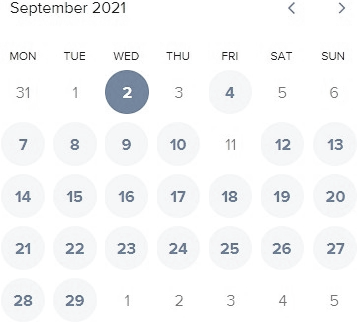 September 2021 < >
MON TUE WED THU FRI SAT SUN
31 1 2 3 4 5 6
7 8 9 10 11 12 13
14 15 16 17 18 19 20
21 22 23 24 25 26 27
28 29 1 2 3 4 5